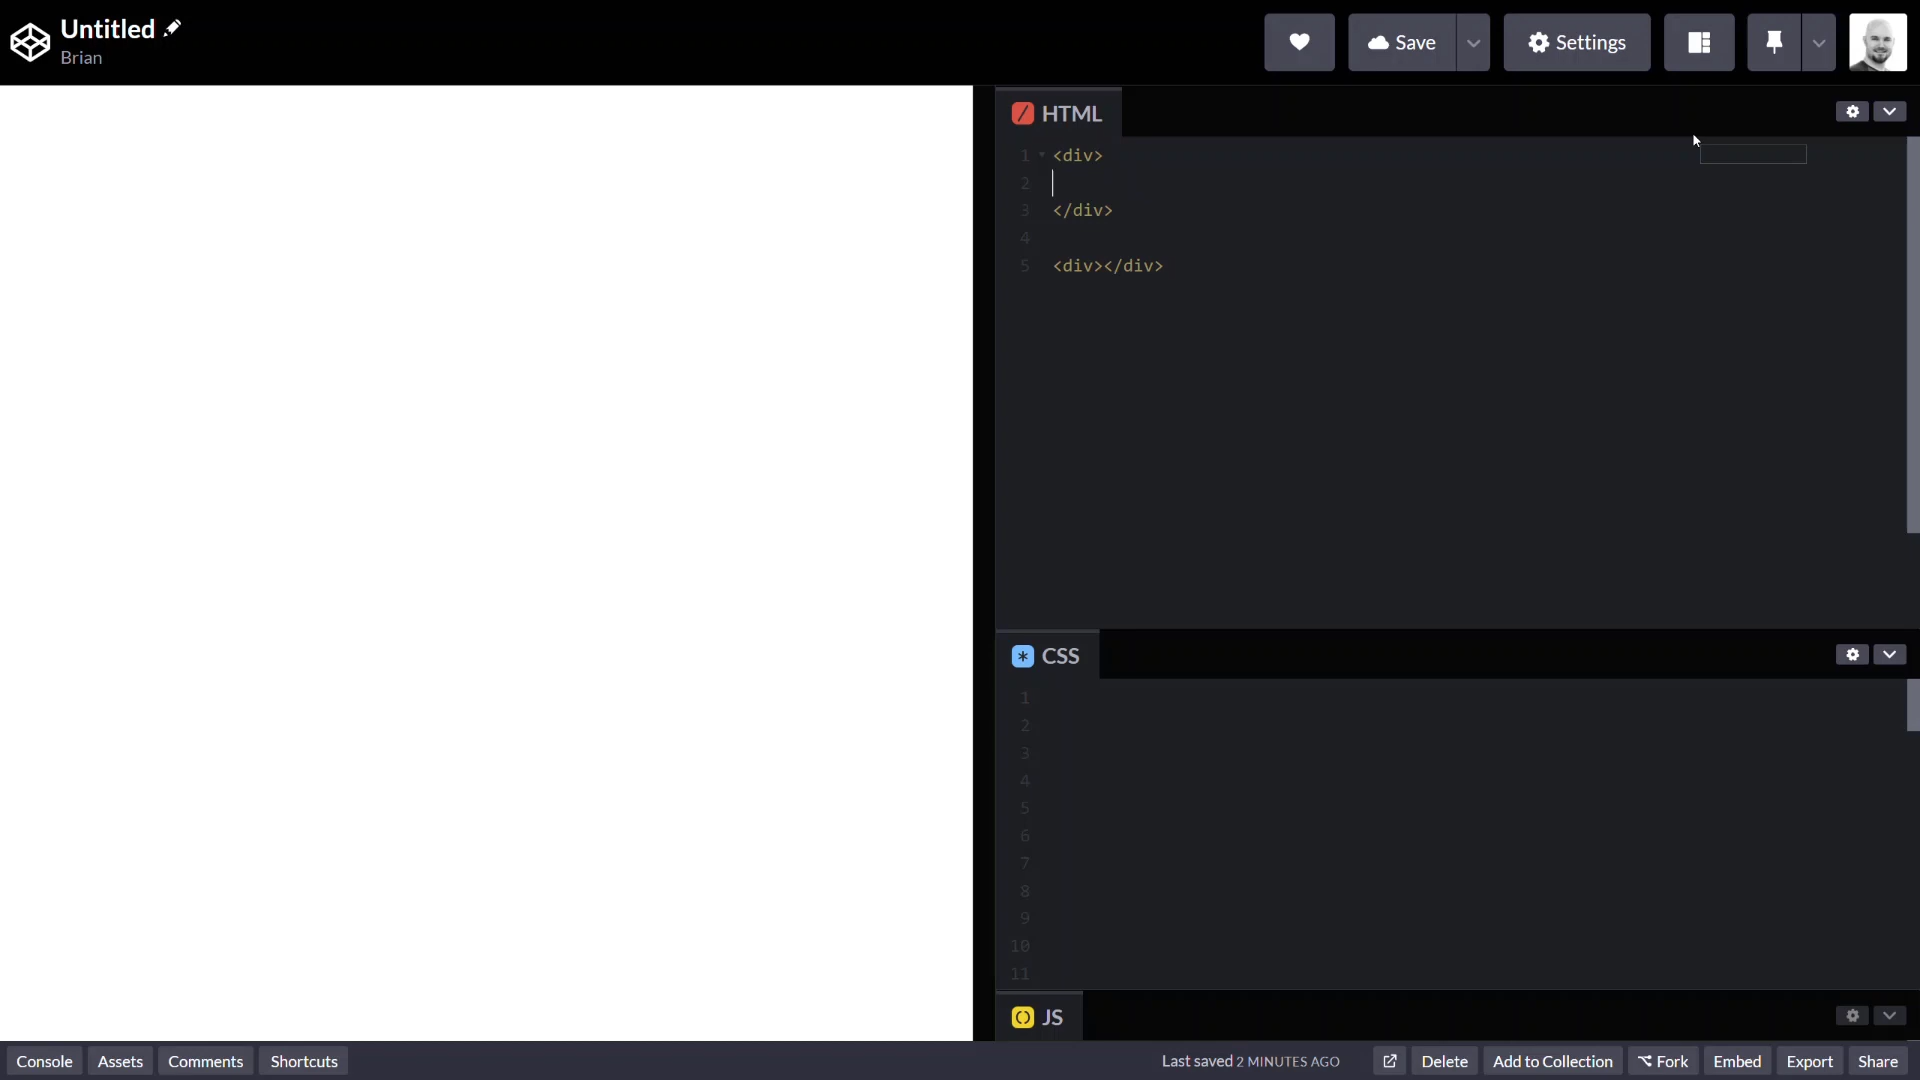 Untitled
Brian
Save
Settings
HTML
1 <div>
2
3 </div>
4
5 <div></div>
CSS
1
2
3
4
5
6
7
8
9
10
11
JS
Console Assets Comments Shortcuts Last saved 2 MINUTES AGO Delete Add to Collection Fork Embed Export Share